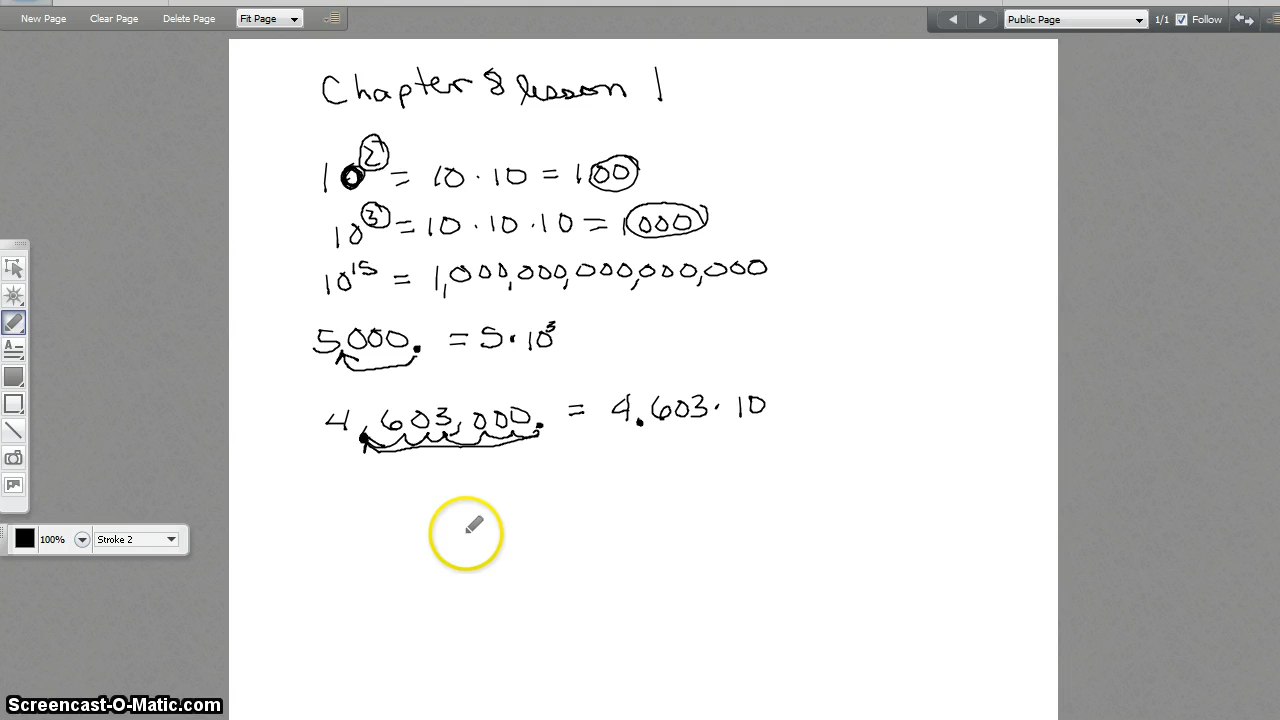 New Page Clear Page Delete Page Fit Page Public Page 1/1 Follow
Chapter 8 lesson 1
10² = 10 · 10 = 100
10³ = 10 · 10 · 10 = 1000
10¹⁵ = 1,000,000,000,000,000
5000. = 5 · 10³
4,603,000. = 4.603 · 10
100% Stroke 2
Screencast-O-Matic.com